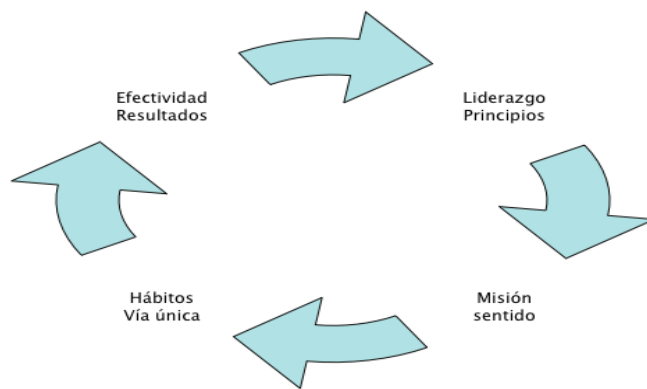 Efectividad
Resultados
Liderazgo
Principios
Hábitos
Vía única
Misión
sentido